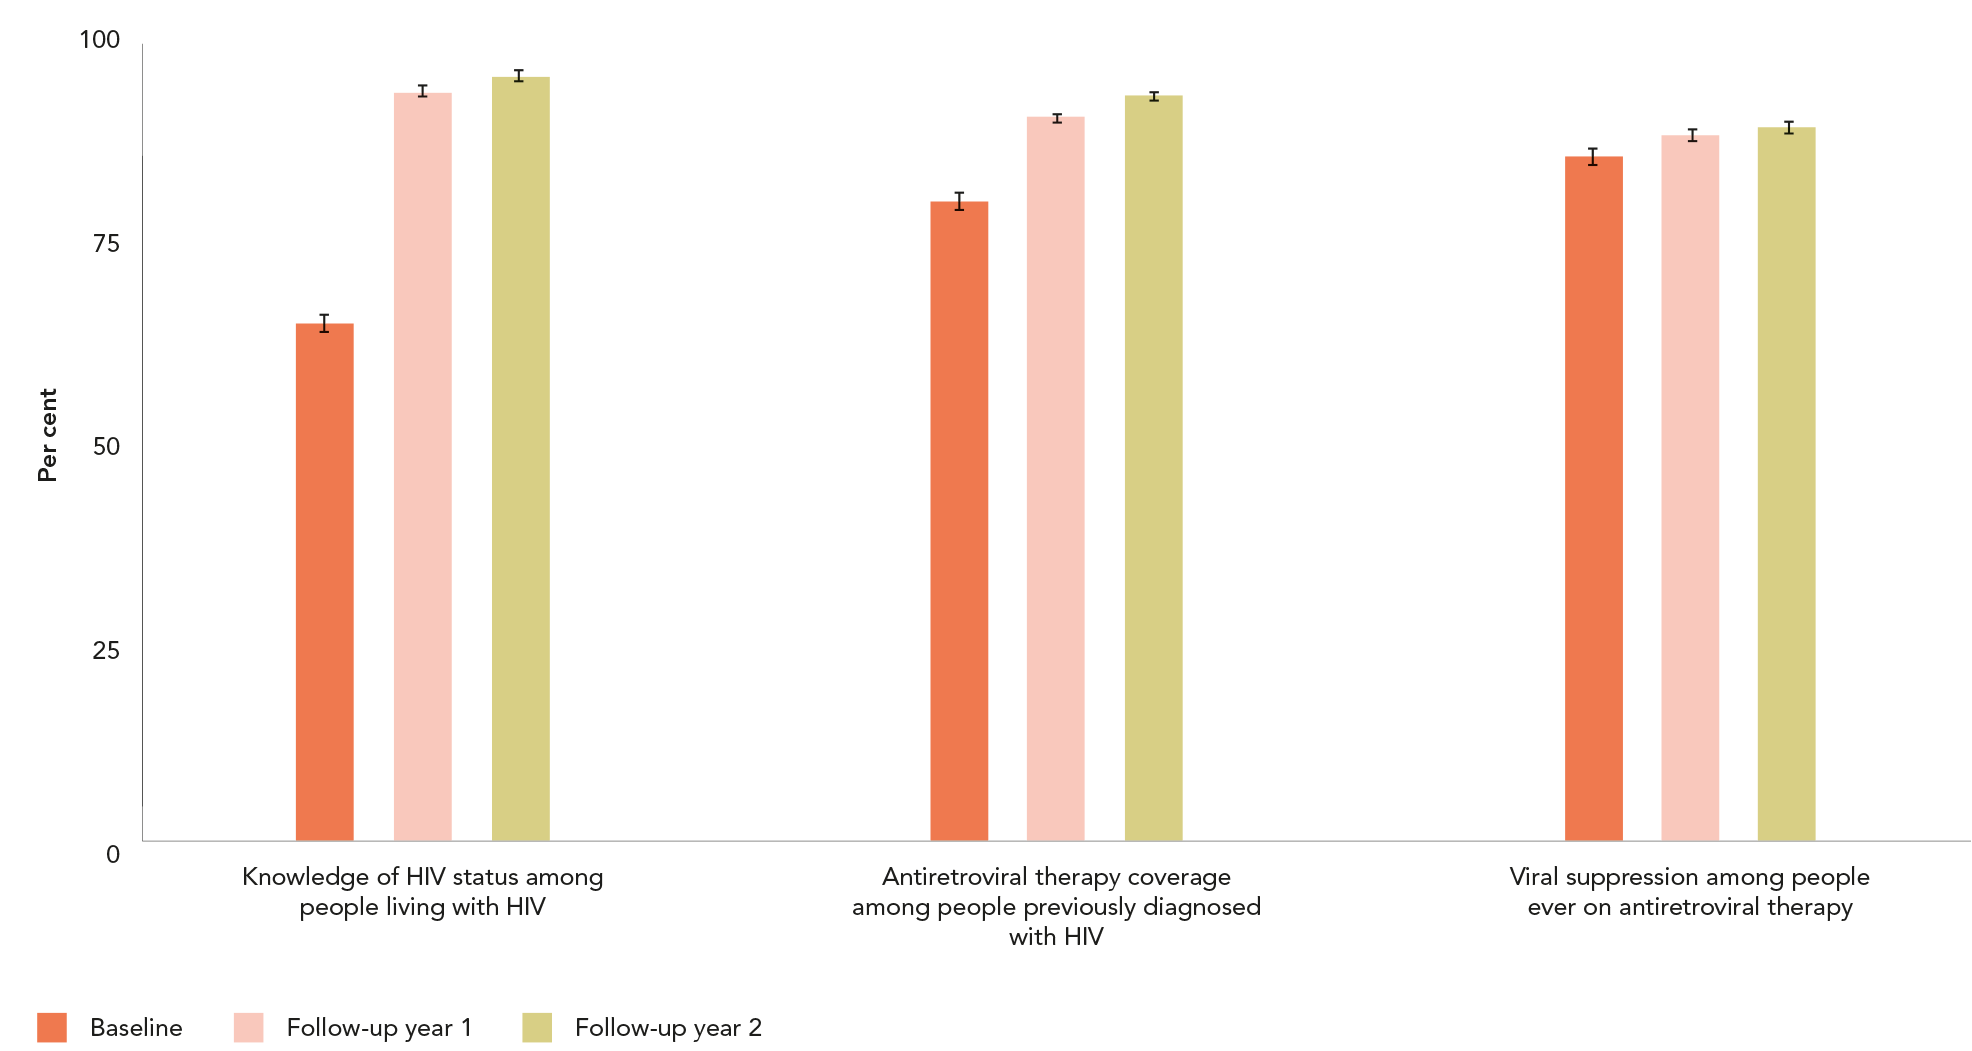 100
75
50
25
0
Per cent
Knowledge of HIV status among
people living with HIV
Antiretroviral therapy coverage
among people previously diagnosed
with HIV
Viral suppression among people
ever on antiretroviral therapy
Baseline
Follow-up year 1
Follow-up year 2